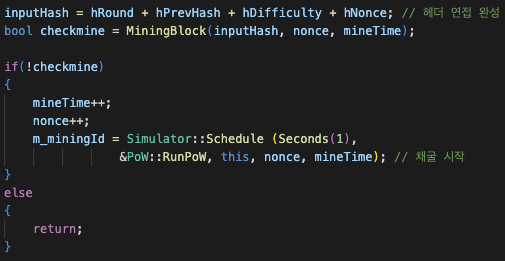 inputHash = hRound + hPrevHash + hDifficulty + hNonce; // 헤더 연접 완성
bool checkmine = MiningBlock(inputHash, nonce, mineTime);
if(!checkmine)
{
mineTime++;
nonce++;
m_miningId = Simulator::Schedule (Seconds(1),
&PoW::RunPoW, this, nonce, mineTime); // 채굴 시작
}
else
{
return;
}